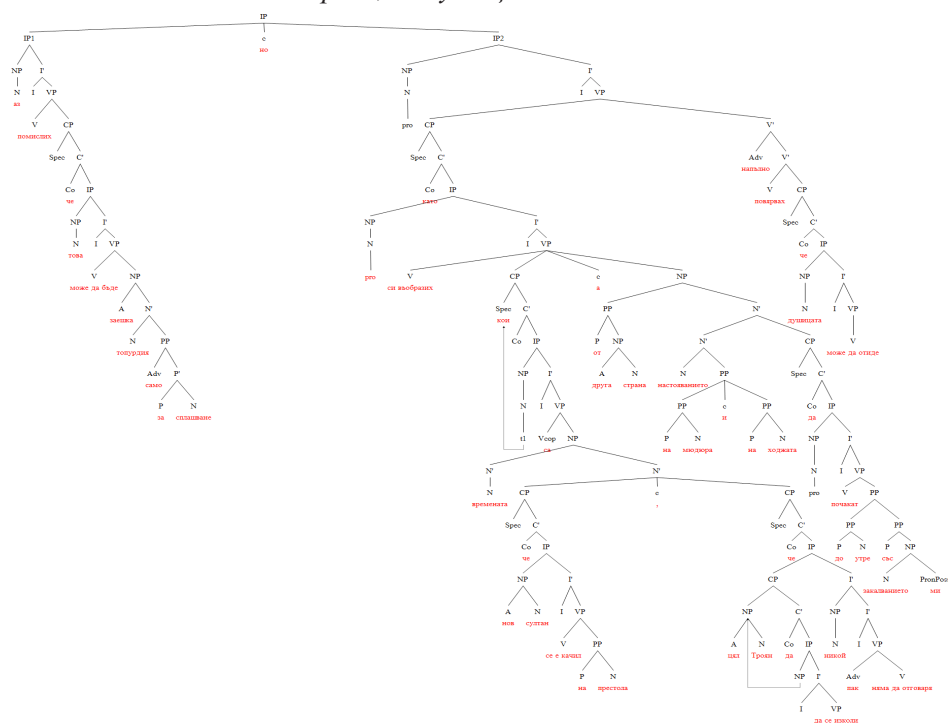 IP
IP1 c IP2
но
NP I' NP I'
N I VP N I VP
аз
V CP pro CP V'
помислих
Spec C' Spec C' Adv V'
напълно
Co IP Co IP V CP
че като повярвах
NP I' NP I' Spec C'
N I VP N I VP Co IP
това че
V NP pro V CP c NP NP I'
може да бъде си въобразих а
A N' Spec C' PP N' N I VP
заешка кои душицата
N PP Co IP P NP N' CP V
топурдия от може да отиде
Adv P' NP I' A N N PP Spec C'
само друга страна настояването
P N N I VP PP c PP Co IP
за сплашване и да
t1 Vcop NP P N P N NP I'
са на мюдюра на ходжата
N' N' N I VP
N CP c CP pro V PP
времената , почакат
Spec C' Spec C' PP PP
Co IP Co IP P N P NP
че че до утре със
NP I' CP I' N PronPos
закалването ми
A N I VP NP C' NP I'
нов султан
V PP A N Co IP N I VP
се е качил цял Троян да никой
P N NP I' Adv V
на престола пак няма да отговаря
I VP
да се изколи